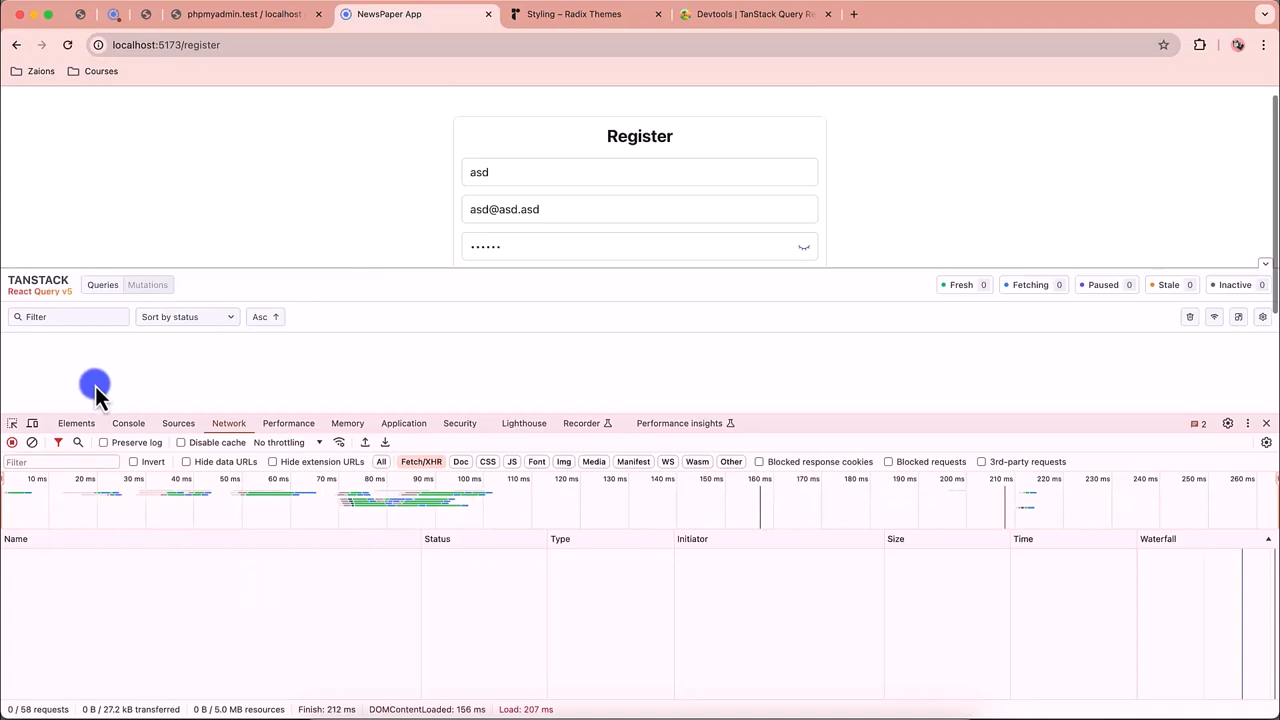 phpmyadmin.test / localhost
NewsPaper App
Styling – Radix Themes
Devtools | TanStack Query Re
localhost:5173/register
Zaions
Courses
Register
asd
asd@asd.asd
••••••
TANSTACK
React Query v5
Queries
Mutations
Fresh 0
Fetching 0
Paused 0
Stale 0
Inactive 0
Filter
Sort by status
Asc ↑
Elements
Console
Sources
Network
Performance
Memory
Application
Security
Lighthouse
Recorder
Performance insights
2
Preserve log
Disable cache
No throttling
Filter
Invert
Hide data URLs
Hide extension URLs
All
Fetch/XHR
Doc
CSS
JS
Font
Img
Media
Manifest
WS
Wasm
Other
Blocked response cookies
Blocked requests
3rd-party requests
10 ms
20 ms
30 ms
40 ms
50 ms
60 ms
70 ms
80 ms
90 ms
100 ms
110 ms
120 ms
130 ms
140 ms
150 ms
160 ms
170 ms
180 ms
190 ms
200 ms
210 ms
220 ms
230 ms
240 ms
250 ms
260 ms
Name
Status
Type
Initiator
Size
Time
Waterfall
0 / 58 requests
0 B / 27.2 kB transferred
0 B / 5.0 MB resources
Finish: 212 ms
DOMContentLoaded: 156 ms
Load: 207 ms